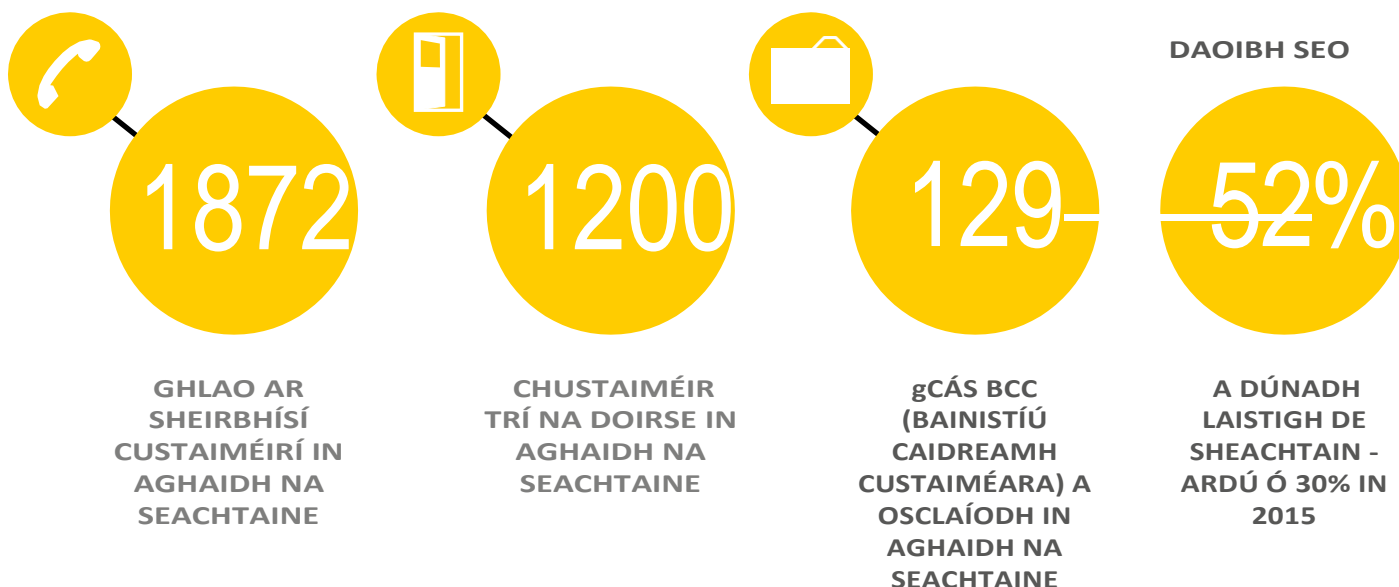 1872
GHLAO AR
SHEIRBHÍSÍ
CUSTAIMÉIRÍ IN
AGHAIDH NA
SEACHTAINE
1200
CHUSTAIMÉIR
TRÍ NA DOIRSE IN
AGHAIDH NA
SEACHTAINE
129
gCÁS BCC
(BAINISTÍÚ
CAIDREAMH
CUSTAIMÉARA) A
OSCLAÍODH IN
AGHAIDH NA
SEACHTAINE
DAOIBH SEO
52%
A DÚNADH
LAISTIGH DE
SHEACHTAIN -
ARDÚ Ó 30% IN
2015